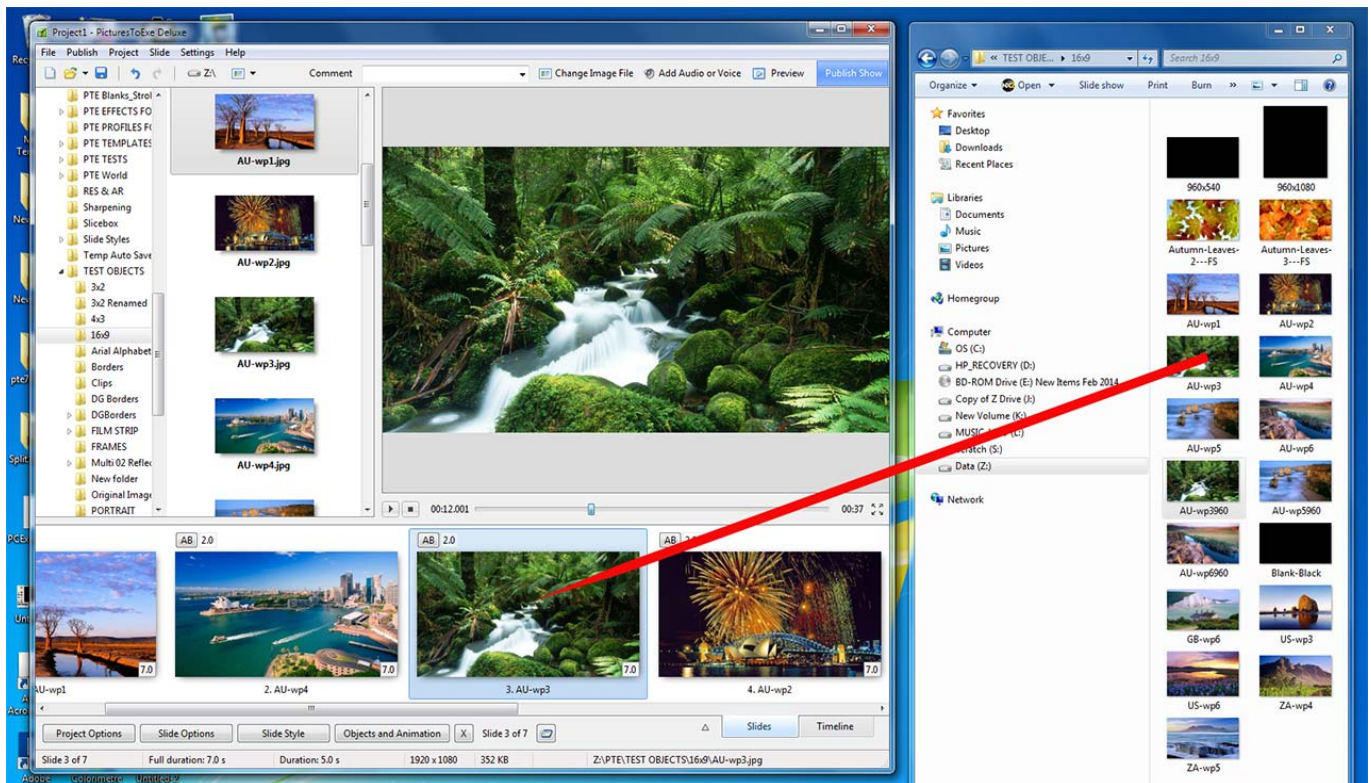 Project1 - PicturesToExe Deluxe
File Publish Project Slide Settings Help
Z:\ Comment Change Image File Add Audio or Voice Preview Publish Show
PTE Blanks_Strol
PTE EFFECTS FO
PTE PROFILES FC
PTE TEMPLATES
PTE TESTS
PTE World
RES & AR
Sharpening
Slicebox
Slide Styles
Temp Auto Save
TEST OBJECTS
3x2
3x2 Renamed
4x3
16x9
Arial Alphabet
Borders
Clips
DG Borders
DGBorders
FILM STRIP
FRAMES
Multi 02 Reflec
New folder
Original Image
PORTRAIT
AU-wp1.jpg
AU-wp2.jpg
AU-wp3.jpg
AU-wp4.jpg
00:12.001 00:37
AB 2.0 AB 2.0 AB
7.0 7.0 7.0 7.0
AU-wp1 2. AU-wp4 3. AU-wp3 4. AU-wp2
Project Options Slide Options Slide Style Objects and Animation X Slide 3 of 7 Slides Timeline
Slide 3 of 7 Full duration: 7.0 s Duration: 5.0 s 1920 x 1080 352 KB Z:\PTE\TEST OBJECTS\16x9\AU-wp3.jpg
Adobe Colorimetre Untitled-2
« TEST OBJE... 16x9 Search 16x9
Organize Open Slide show Print Burn »
Favorites
Desktop
Downloads
Recent Places
Libraries
Documents
Music
Pictures
Videos
Homegroup
Computer
OS (C:)
HP_RECOVERY (D:)
BD-ROM Drive (E:) New Items Feb 2014
Copy of Z Drive (J:)
New Volume (K:)
Data (Z:)
Network
960x540 960x1080
Autumn-Leaves-2---FS Autumn-Leaves-3---FS
AU-wp1 AU-wp2
AU-wp3 AU-wp4
AU-wp5 AU-wp6
AU-wp3960 AU-wp5960
AU-wp6960 Blank-Black
GB-wp6 US-wp3
US-wp6 ZA-wp4
ZA-wp5